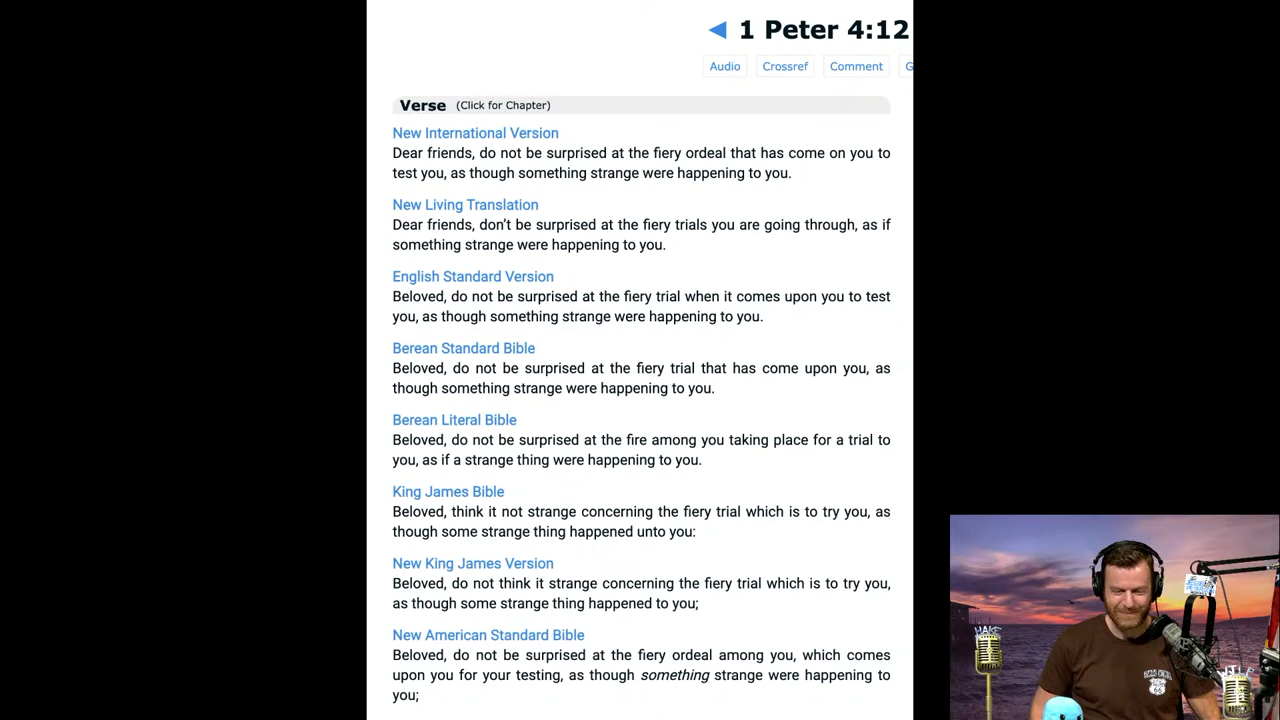 1 Peter 4:12
Audio
Crossref
Comment
G
Verse (Click for Chapter)
New International Version
Dear friends, do not be surprised at the fiery ordeal that has come on you to
test you, as though something strange were happening to you.
New Living Translation
Dear friends, don’t be surprised at the fiery trials you are going through, as if
something strange were happening to you.
English Standard Version
Beloved, do not be surprised at the fiery trial when it comes upon you to test
you, as though something strange were happening to you.
Berean Standard Bible
Beloved, do not be surprised at the fiery trial that has come upon you, as
though something strange were happening to you.
Berean Literal Bible
Beloved, do not be surprised at the fire among you taking place for a trial to
you, as if a strange thing were happening to you.
King James Bible
Beloved, think it not strange concerning the fiery trial which is to try you, as
though some strange thing happened unto you:
New King James Version
Beloved, do not think it strange concerning the fiery trial which is to try you,
as though some strange thing happened to you;
New American Standard Bible
Beloved, do not be surprised at the fiery ordeal among you, which comes
upon you for your testing, as though something strange were happening to
you;
HAKE